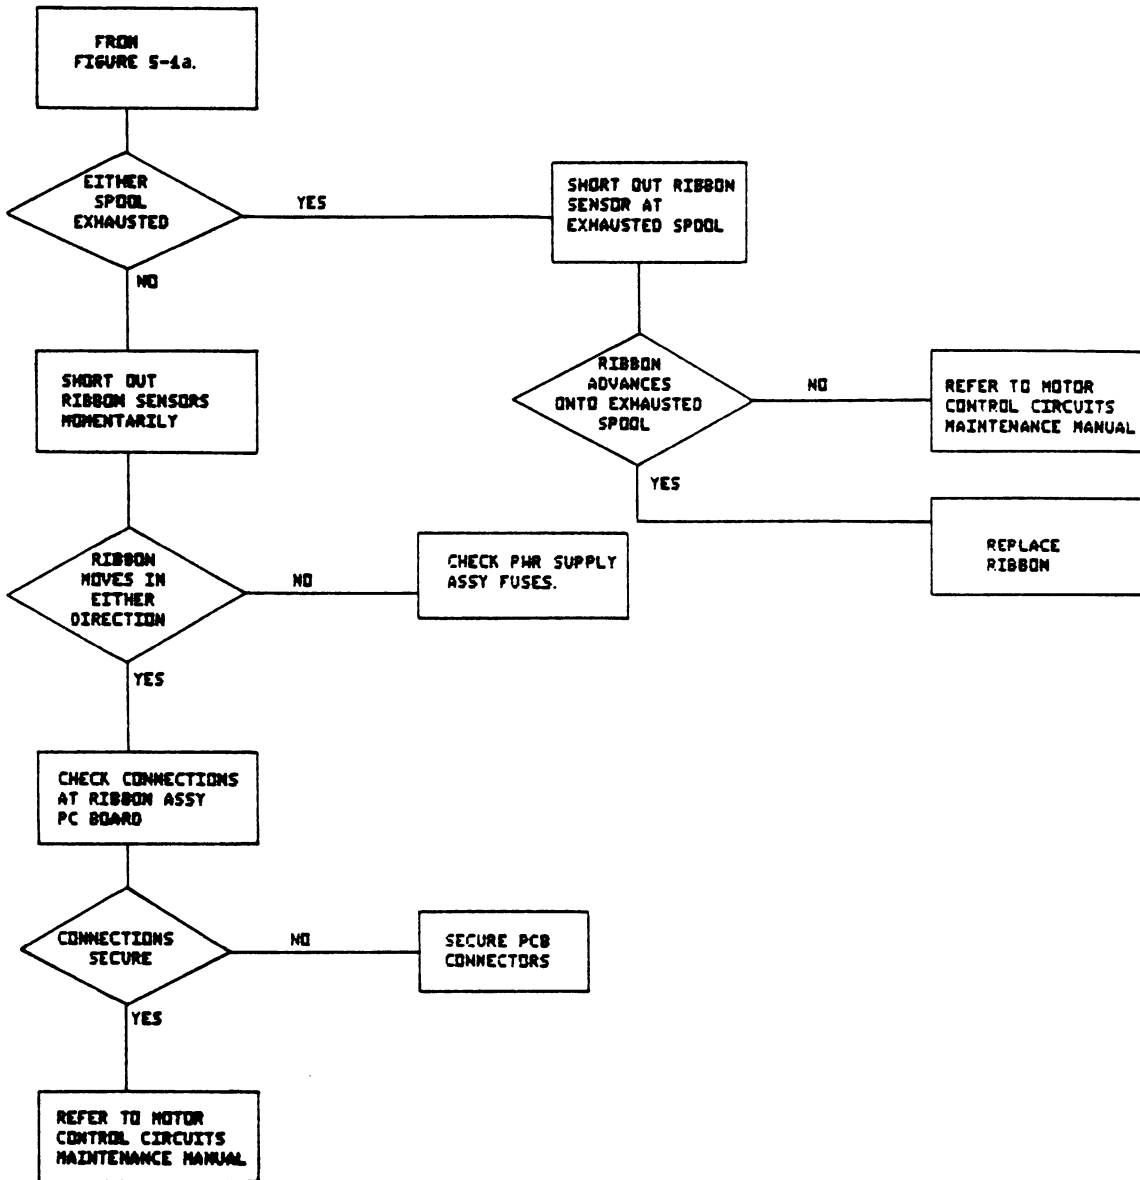 FROM
FIGURE 5-1a.
EITHER
SPOOL
EXHAUSTED
YES
NO
SHORT OUT RIBBON
SENSOR AT
EXHAUSTED SPOOL
RIBBON
ADVANCES
ONTO EXHAUSTED
SPOOL
NO
REFER TO MOTOR
CONTROL CIRCUITS
MAINTENANCE MANUAL
YES
REPLACE
RIBBON
SHORT OUT
RIBBON SENSORS
MOMENTARILY
RIBBON
MOVES IN
EITHER
DIRECTION
NO
CHECK PWR SUPPLY
ASSY FUSES.
YES
CHECK CONNECTIONS
AT RIBBON ASSY
PC BOARD
CONNECTIONS
SECURE
NO
SECURE PCB
CONNECTORS
YES
REFER TO MOTOR
CONTROL CIRCUITS
MAINTENANCE MANUAL